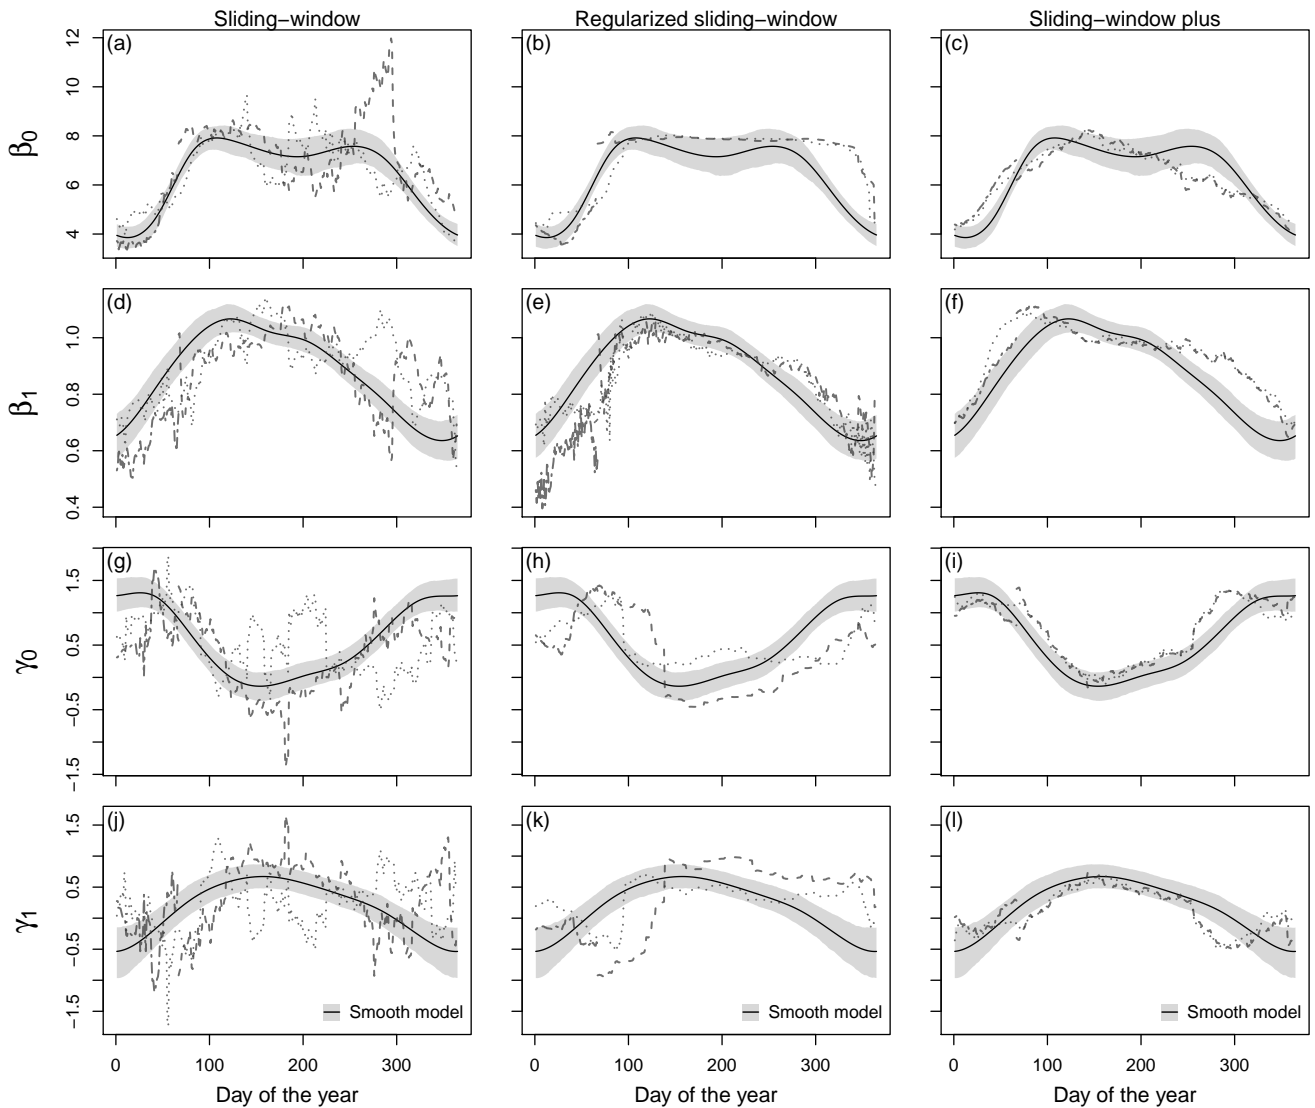 Sliding−window Regularized sliding−window Sliding−window plus
(a) (b) (c)
12
10
8
6
4
β0
(d) (e) (f)
1.0
0.8
0.6
0.4
β1
(g) (h) (i)
1.5
0.5
−0.5
−1.5
γ0
(j) (k) (l)
1.5
0.5
−0.5
−1.5
γ1
Smooth model Smooth model Smooth model
0 100 200 300 0 100 200 300 0 100 200 300
Day of the year Day of the year Day of the year